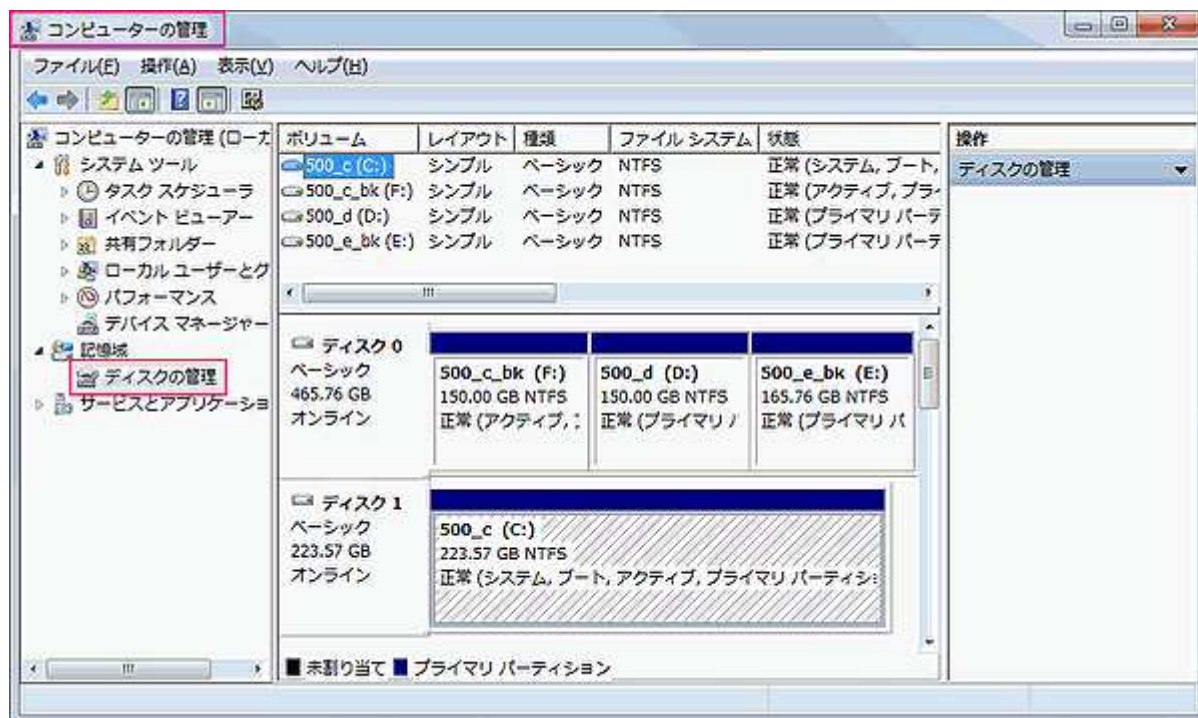 コンピューターの管理
ファイル(F) 操作(A) 表示(V) ヘルプ(H)
コンピューターの管理 (ローカ
システム ツール
タスク スケジューラ
イベント ビューアー
共有フォルダー
ローカル ユーザーとグ
パフォーマンス
デバイス マネージャー
記憶域
ディスクの管理
サービスとアプリケーショ
ボリューム レイアウト 種類 ファイル システム 状態
500_c (C:) シンプル ベーシック NTFS 正常 (システム, ブート,
500_c_bk (F:) シンプル ベーシック NTFS 正常 (アクティブ, プラ
500_d (D:) シンプル ベーシック NTFS 正常 (プライマリ パーテ
500_e_bk (E:) シンプル ベーシック NTFS 正常 (プライマリ パーテ
ディスク 0
ベーシック
465.76 GB
オンライン
500_c_bk (F:)
150.00 GB NTFS
正常 (アクティブ,
500_d (D:)
150.00 GB NTFS
正常 (プライマリ
500_e_bk (E:)
165.76 GB NTFS
正常 (プライマリ パ
ディスク 1
ベーシック
223.57 GB
オンライン
500_c (C:)
223.57 GB NTFS
正常 (システム, ブート, アクティブ, プライマリ パーティシ
未割り当て プライマリ パーティション
操作
ディスクの管理